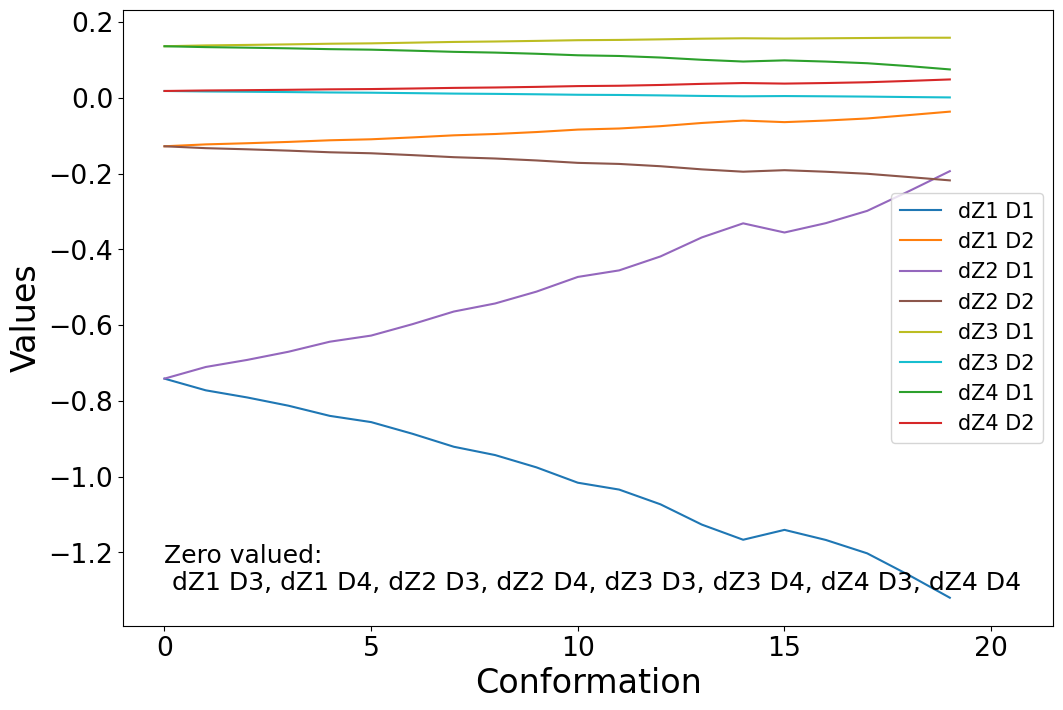 0.2
0.0
−0.2
−0.4
−0.6
−0.8
−1.0
−1.2
Values
dZ1 D1
dZ1 D2
dZ2 D1
dZ2 D2
dZ3 D1
dZ3 D2
dZ4 D1
dZ4 D2
Zero valued:
dZ1 D3, dZ1 D4, dZ2 D3, dZ2 D4, dZ3 D3, dZ3 D4, dZ4 D3, dZ4 D4
0 5 10 15 20
Conformation